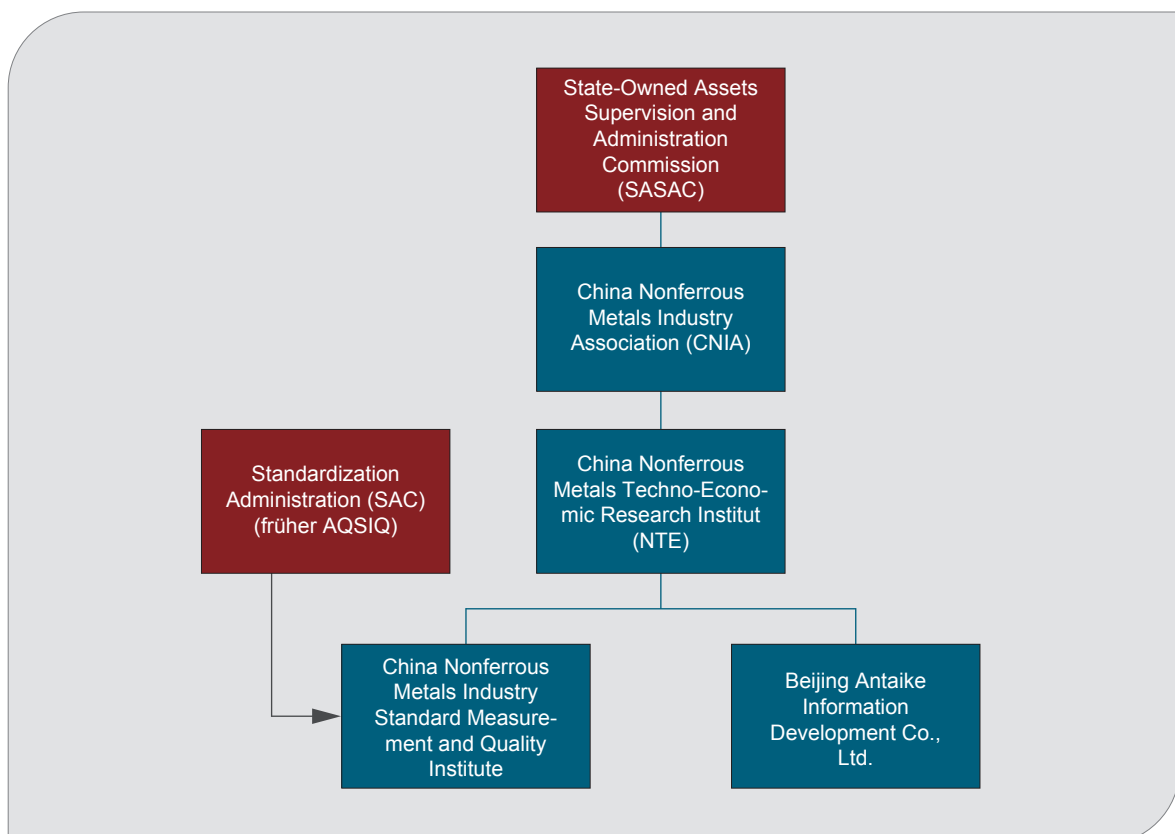 State-Owned Assets
Supervision and
Administration
Commission
(SASAC)
China Nonferrous
Metals Industry
Association (CNIA)
Standardization
Administration (SAC)
(früher AQSIQ)
China Nonferrous
Metals Techno-Econo-
mic Research Institut
(NTE)
China Nonferrous
Metals Industry
Standard Measure-
ment and Quality
Institute
Beijing Antaike
Information
Development Co.,
Ltd.